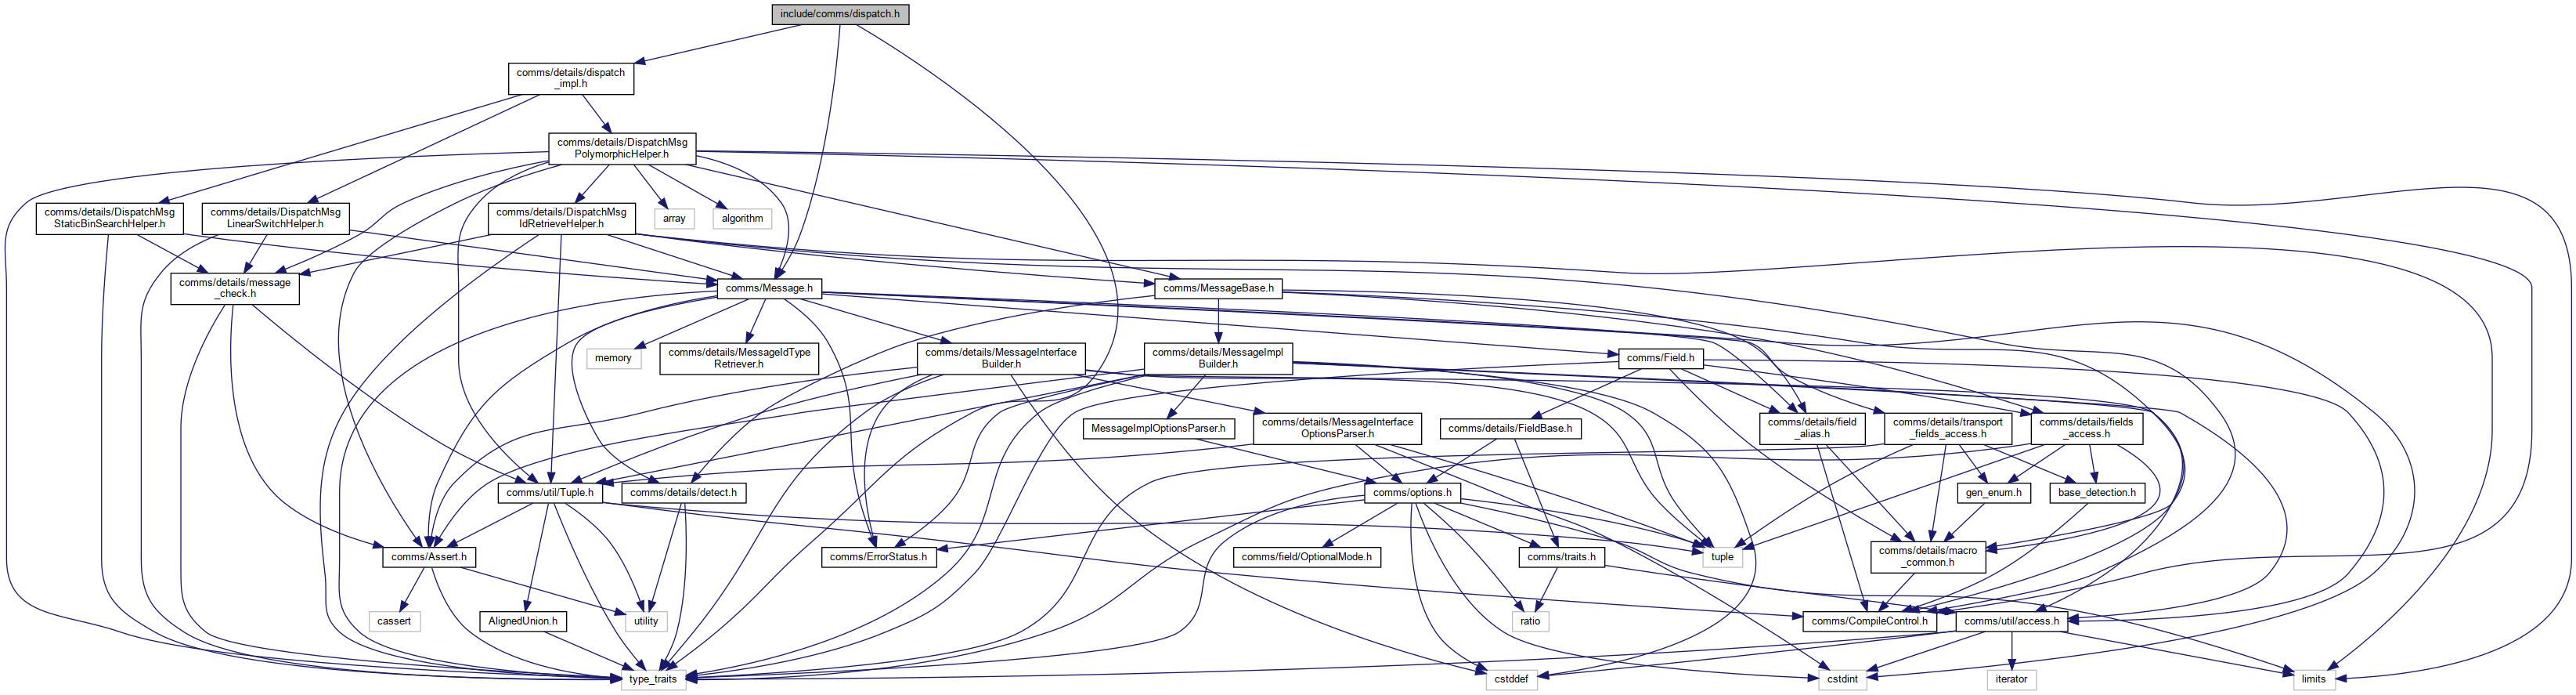 include/comms/dispatch.h
comms/details/dispatch
_impl.h
comms/details/DispatchMsg
PolymorphicHelper.h
comms/details/DispatchMsg
StaticBinSearchHelper.h
comms/details/DispatchMsg
LinearSwitchHelper.h
comms/details/DispatchMsg
IdRetrieveHelper.h
array
algorithm
comms/details/message
_check.h
comms/Message.h
comms/MessageBase.h
memory
comms/details/MessageIdType
Retriever.h
comms/details/MessageInterface
Builder.h
comms/details/MessageImpl
Builder.h
comms/Field.h
MessageImplOptionsParser.h
comms/details/MessageInterface
OptionsParser.h
comms/details/FieldBase.h
comms/details/field
_alias.h
comms/details/transport
_fields_access.h
comms/details/fields
_access.h
comms/util/Tuple.h
comms/details/detect.h
comms/options.h
gen_enum.h
base_detection.h
comms/Assert.h
comms/ErrorStatus.h
comms/field/OptionalMode.h
comms/traits.h
tuple
comms/details/macro
_common.h
cassert
AlignedUnion.h
utility
ratio
comms/CompileControl.h
comms/util/access.h
type_traits
cstddef
cstdint
iterator
limits